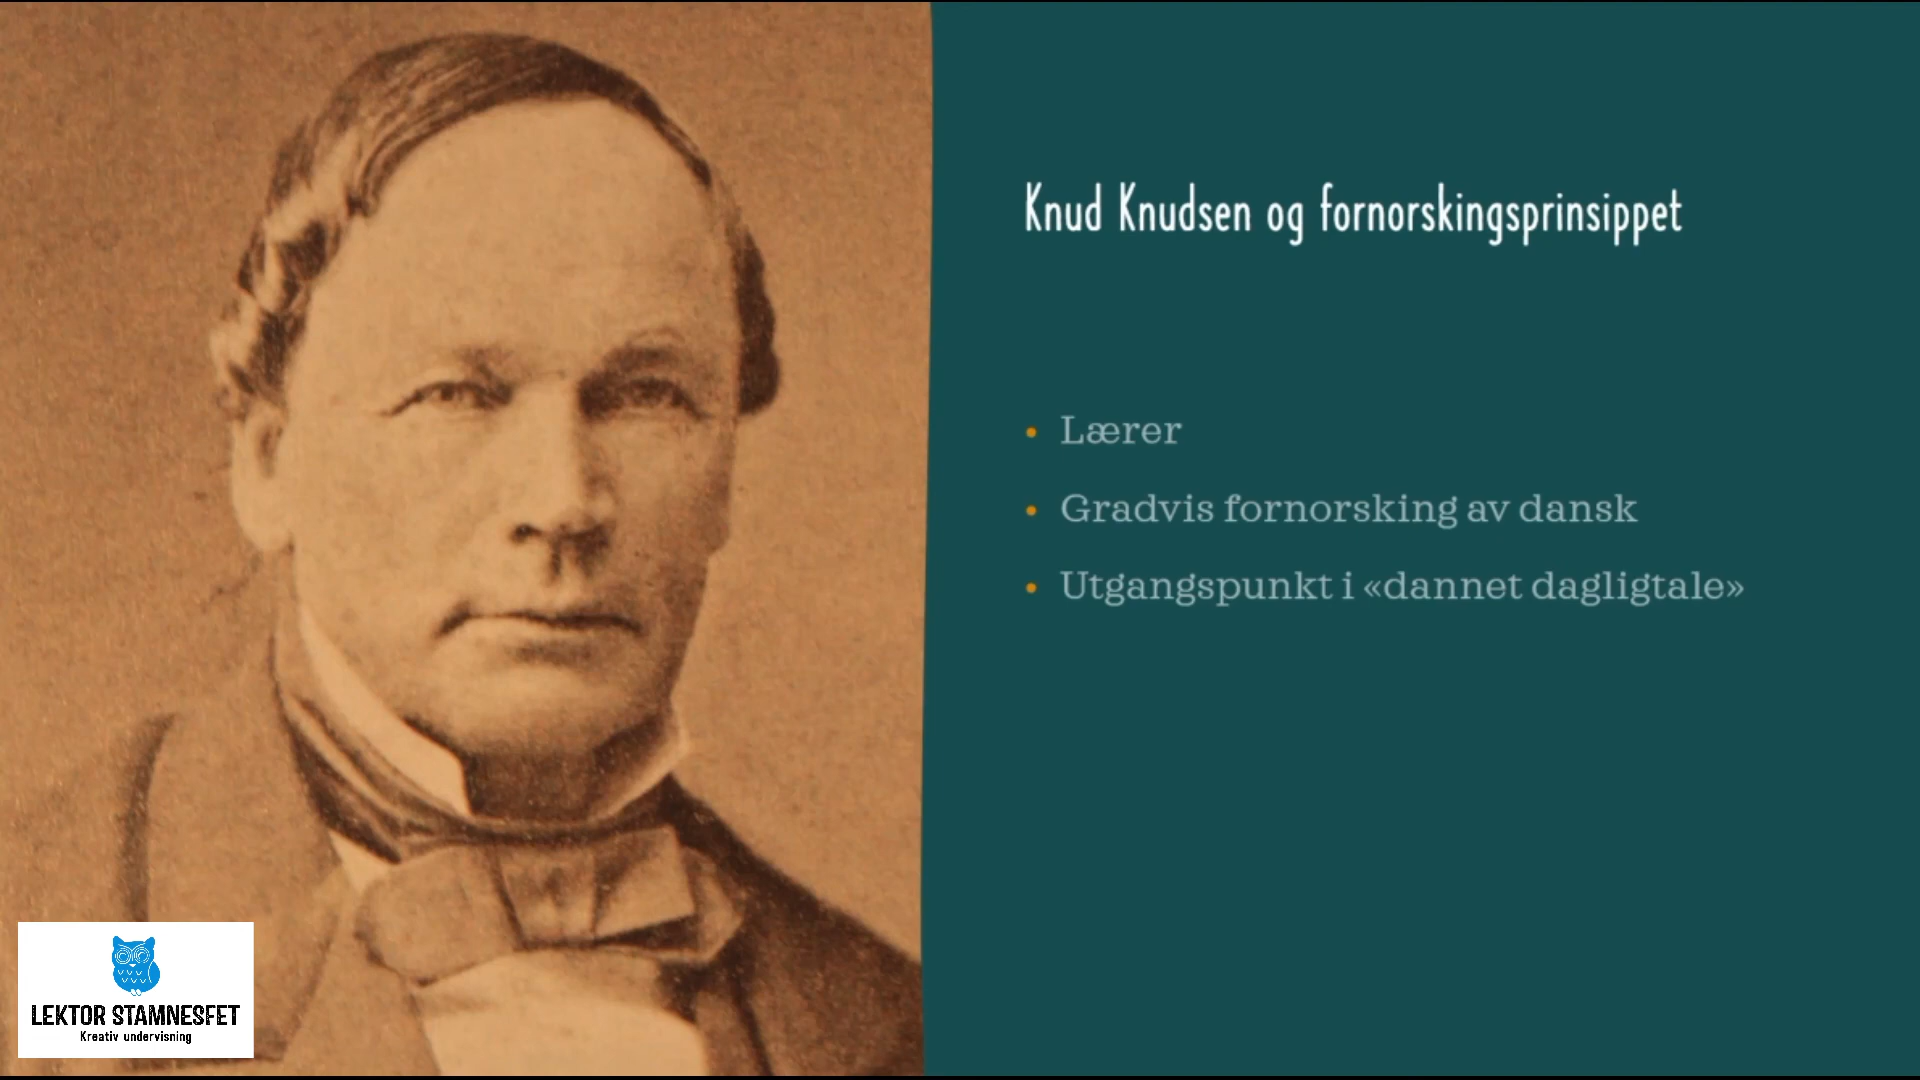 Knud Knudsen og fornorskingsprinsippet
• Lærer
• Gradvis fornorsking av dansk
• Utgangspunkt i «dannet dagligtale»
LEKTOR STAMNESFET
Kreativ undervisning